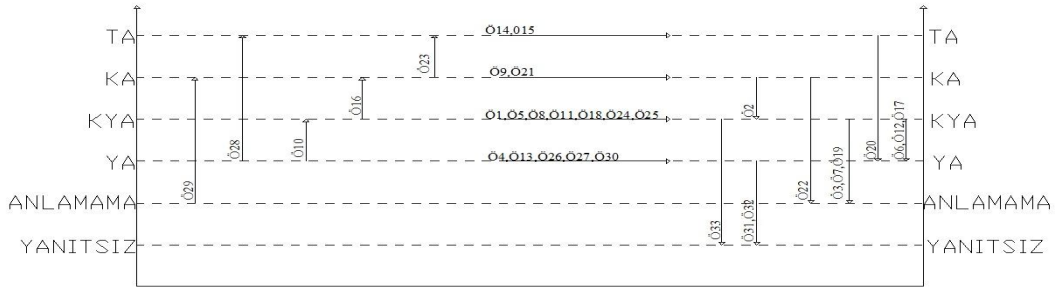 TA Ö14,015 TA
Ö23
KA Ö9,Ö21 KA
Ö16
Ö2
KYA Ö1,Ö5,Ö8,Ö11,Ö18,Ö24,Ö25 KYA
Ö28
Ö10
Ö20
Ö6,Ö12,Ö17
YA Ö4,Ö13,Ö26,Ö27,Ö30 YA
Ö29
Ö22
Ö3,Ö7,Ö19
ANLAMAMA ANLAMAMA
Ö33
Ö31,Ö32
YANITSIZ YANITSIZ